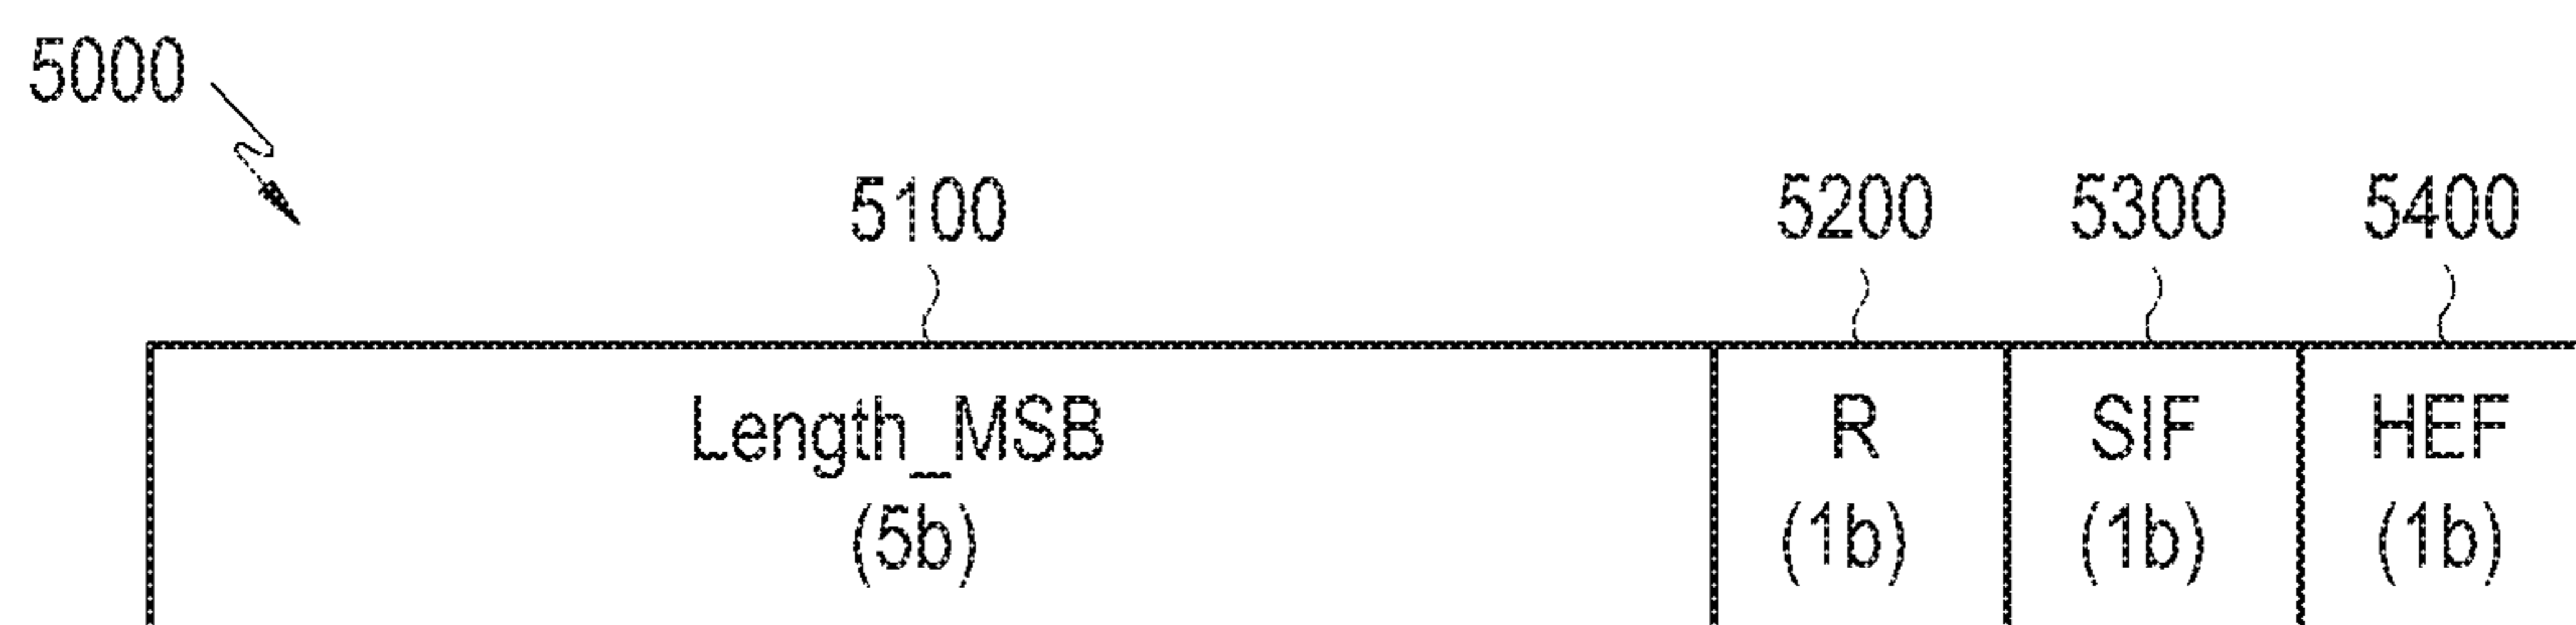 5000
5100 5200 5300 5400
Length_MSB R SIF HEF
(5b) (1b) (1b) (1b)